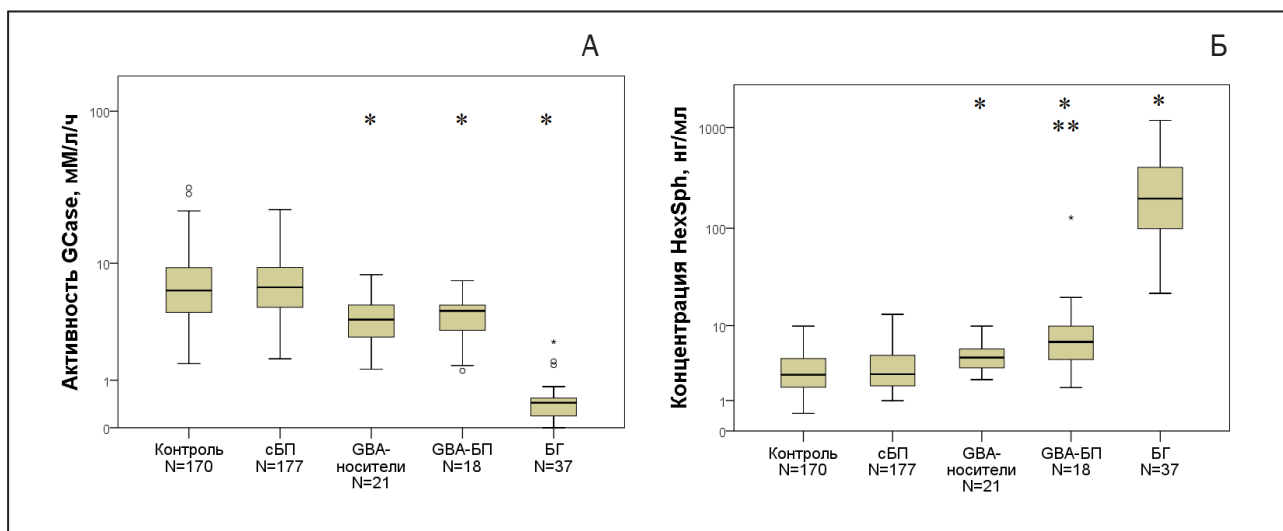 А
Активность GCase, мМ/л/ч
100
10
1
0
* * *
Контроль
N=170
сБП
N=177
GBA-
носители
N=21
GBA-БП
N=18
БГ
N=37
Б
Концентрация HexSph, нг/мл
1000
100
10
1
0
* * *
**
Контроль
N=170
сБП
N=177
GBA-
носители
N=21
GBA-БП
N=18
БГ
N=37